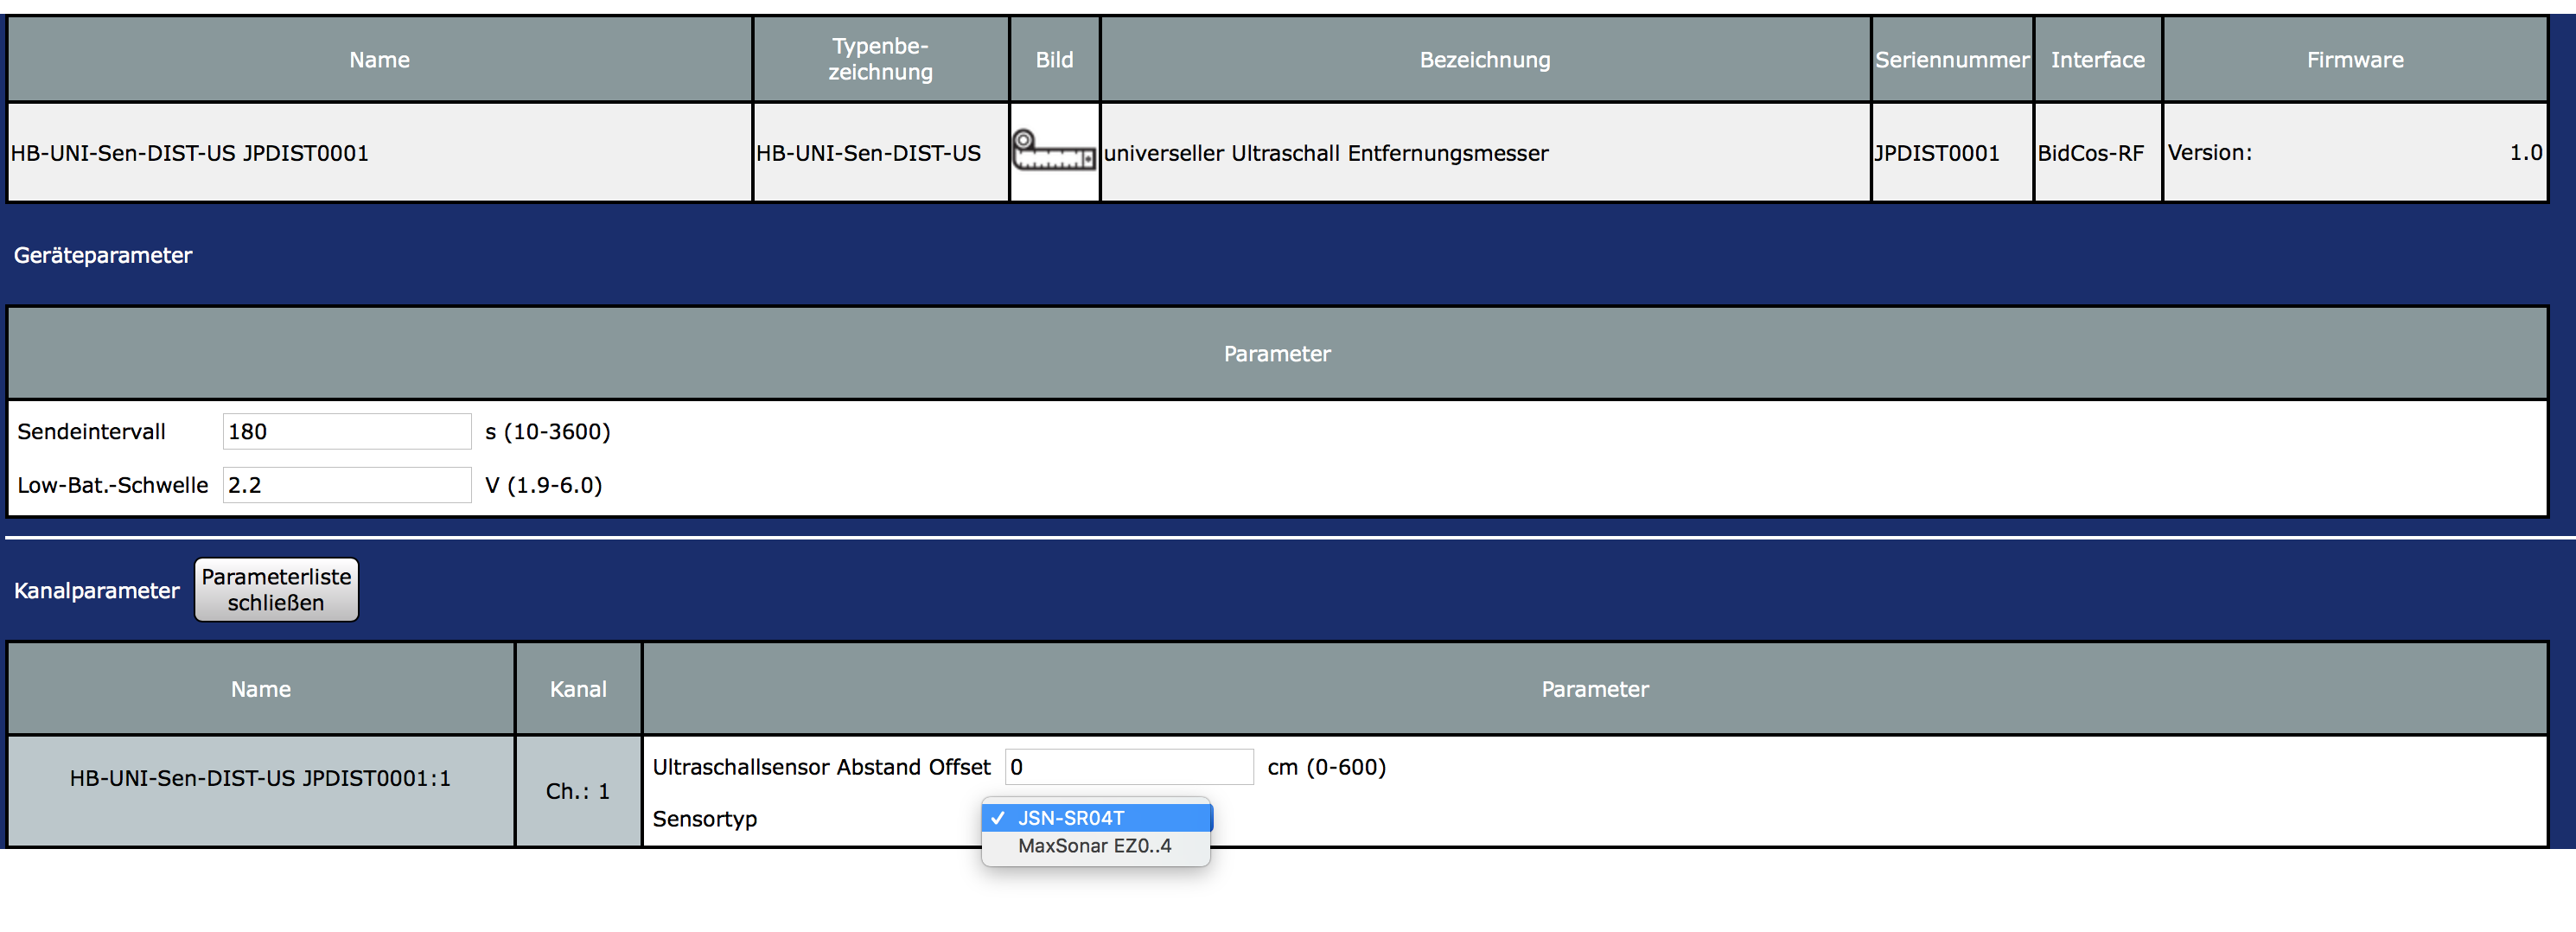 Name
Typenbe-
zeichnung
Bild
Bezeichnung
Seriennummer
Interface
Firmware
HB-UNI-Sen-DIST-US JPDIST0001
HB-UNI-Sen-DIST-US
universeller Ultraschall Entfernungsmesser
JPDIST0001
BidCos-RF
Version: 1.0
Geräteparameter
Parameter
Sendeintervall 180 s (10-3600)
Low-Bat.-Schwelle 2.2 V (1.9-6.0)
Kanalparameter
Parameterliste
schließen
Name
Kanal
Parameter
HB-UNI-Sen-DIST-US JPDIST0001:1
Ch.: 1
Ultraschallsensor Abstand Offset 0 cm (0-600)
Sensortyp
✓ JSN-SR04T
MaxSonar EZ0..4